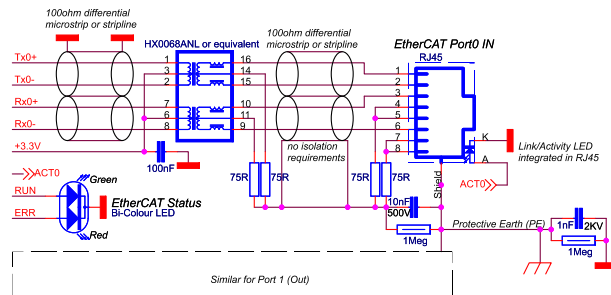 100ohm differential
microstrip or stripline
HX0068ANL or equivalent
100ohm differential
microstrip or stripline
EtherCAT Port0 IN
RJ45
Tx0+
Tx0-
Rx0+
Rx0-
+3.3V
1
3
2
7
6
8
16
14
15
10
11
9
1
2
3
4
5
6
7
8
100nF
no isolation
requirements
K
A
Link/Activity LED
integrated in RJ45
ACT0
ACT0
RUN
ERR
Green
Red
EtherCAT Status
Bi-Colour LED
75R
75R
75R
75R
Shield
10nF
500V
1Meg
Protective Earth (PE)
1nF
2KV
1Meg
Similar for Port 1 (Out)